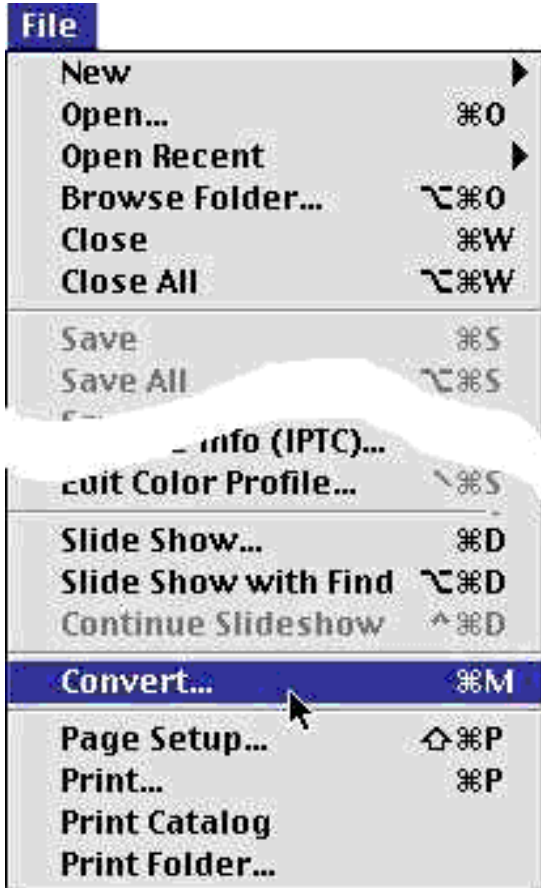 File
New
Open... ⌘O
Open Recent
Browse Folder... ⌥⌘O
Close ⌘W
Close All ⌥⌘W
Save ⌘S
Save All ⌥⌘S
Info (IPTC)...
Edit Color Profile... ⌘S
Slide Show... ⌘D
Slide Show with Find ⌥⌘D
Continue Slideshow ^⌘D
Convert... ⌘M
Page Setup... ⇧⌘P
Print... ⌘P
Print Catalog
Print Folder...